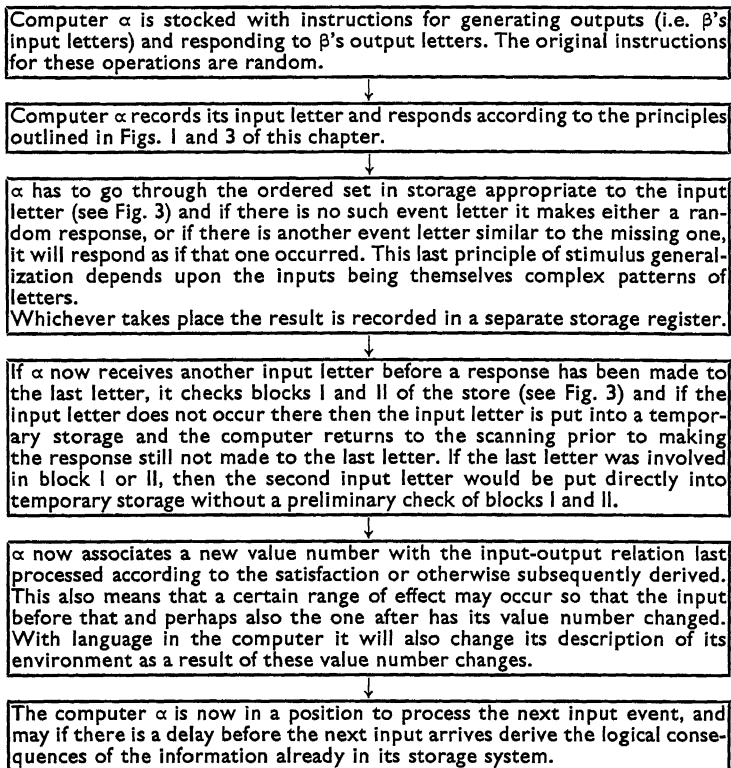 Computer α is stocked with instructions for generating outputs (i.e. β's
input letters) and responding to β's output letters. The original instructions
for these operations are random.
Computer α records its input letter and responds according to the principles
outlined in Figs. I and 3 of this chapter.
α has to go through the ordered set in storage appropriate to the input
letter (see Fig. 3) and if there is no such event letter it makes either a ran-
dom response, or if there is another event letter similar to the missing one,
it will respond as if that one occurred. This last principle of stimulus general-
ization depends upon the inputs being themselves complex patterns of
letters.
Whichever takes place the result is recorded in a separate storage register.
If α now receives another input letter before a response has been made to
the last letter, it checks blocks I and II of the store (see Fig. 3) and if the
input letter does not occur there then the input letter is put into a tempor-
ary storage and the computer returns to the scanning prior to making
the response still not made to the last letter. If the last letter was involved
in block I or II, then the second input letter would be put directly into
temporary storage without a preliminary check of blocks I and II.
α now associates a new value number with the input-output relation last
processed according to the satisfaction or otherwise subsequently derived.
This also means that a certain range of effect may occur so that the input
before that and perhaps also the one after has its value number changed.
With language in the computer it will also change its description of its
environment as a result of these value number changes.
The computer α is now in a position to process the next input event, and
may if there is a delay before the next input arrives derive the logical conse-
quences of the information already in its storage system.